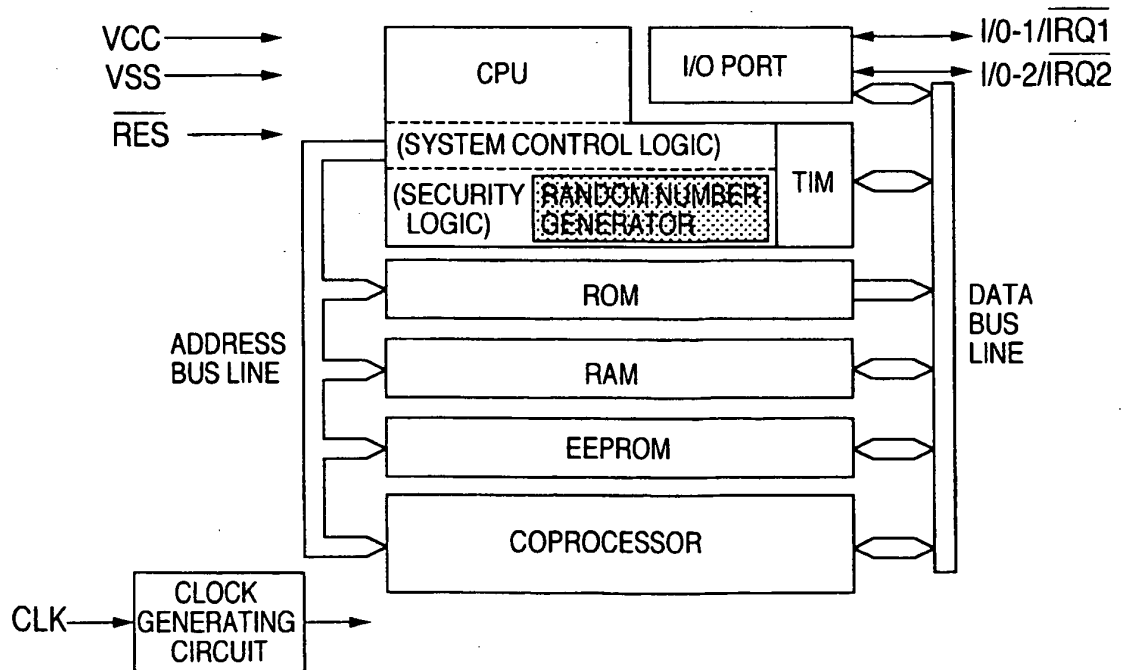 VCC
VSS
RES
CPU
I/O PORT
I/0-1/IRQ1
I/0-2/IRQ2
(SYSTEM CONTROL LOGIC)
(SECURITY
LOGIC)
RANDOM NUMBER
GENERATOR
TIM
ROM
RAM
EEPROM
COPROCESSOR
ADDRESS
BUS LINE
DATA
BUS
LINE
CLK
CLOCK
GENERATING
CIRCUIT